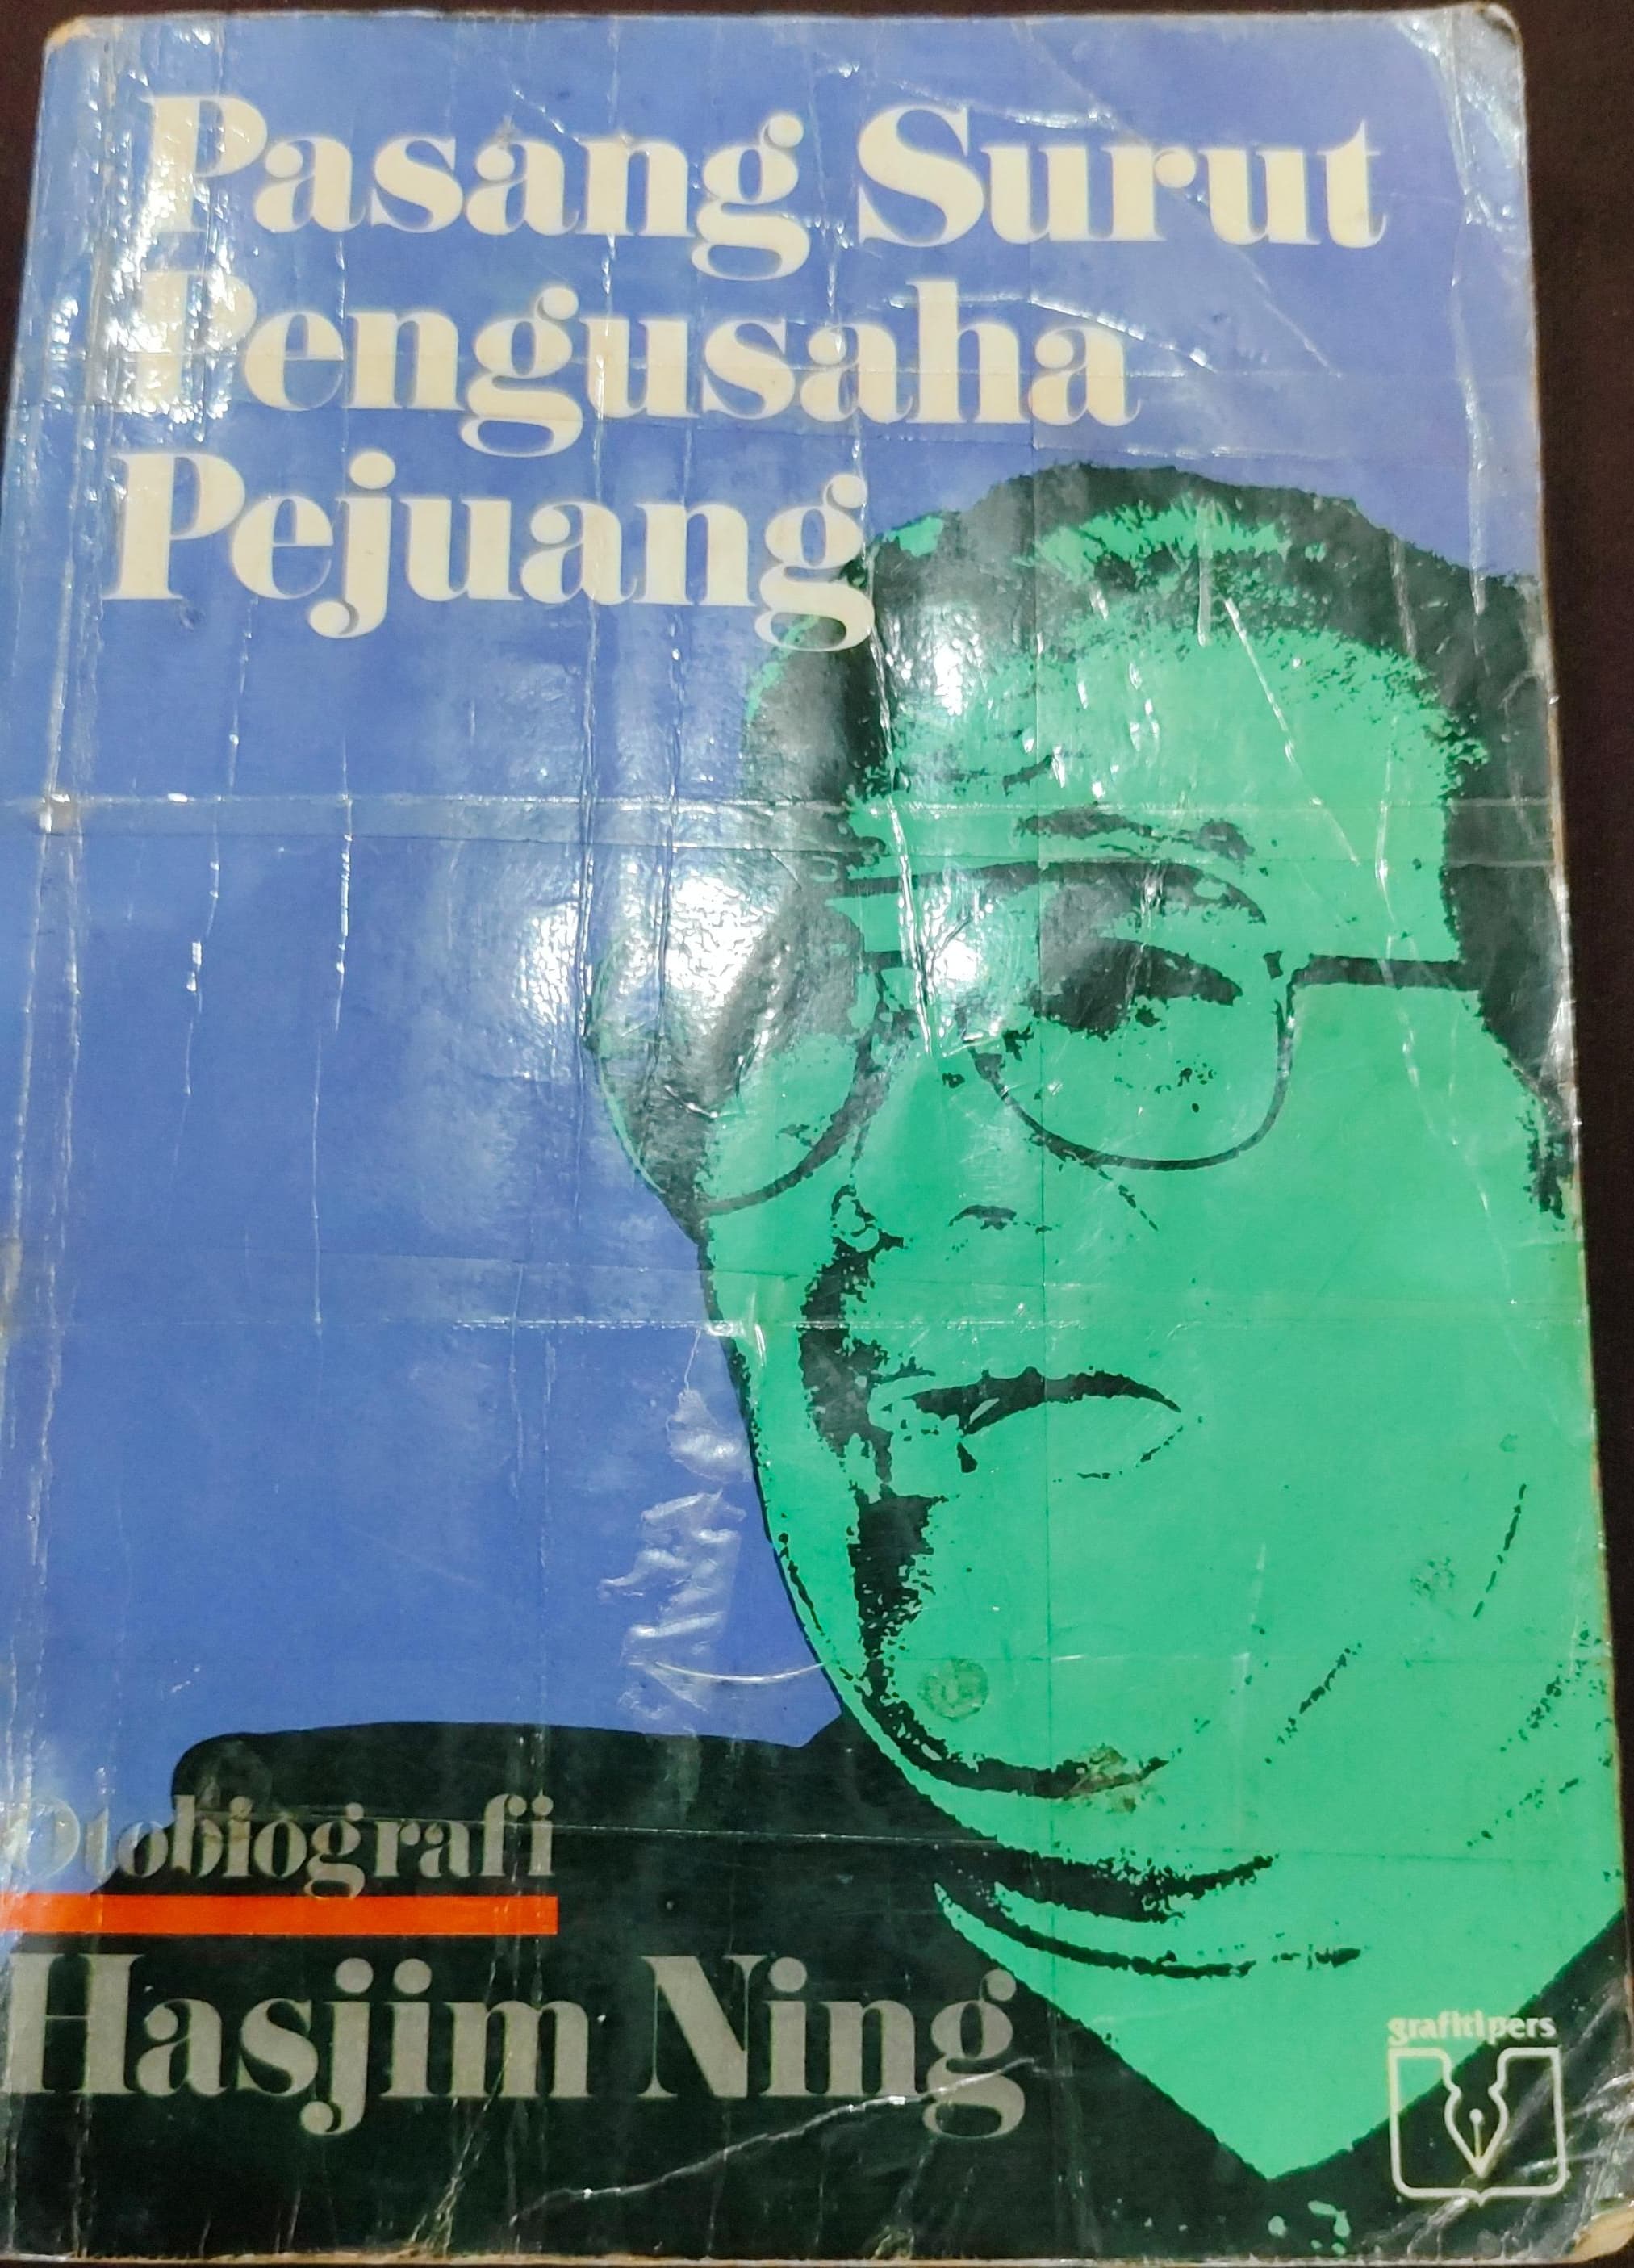 Pasang Surut
Pengusaha
Pejuang
Otobiografi
Hasjim Ning
grafitipers